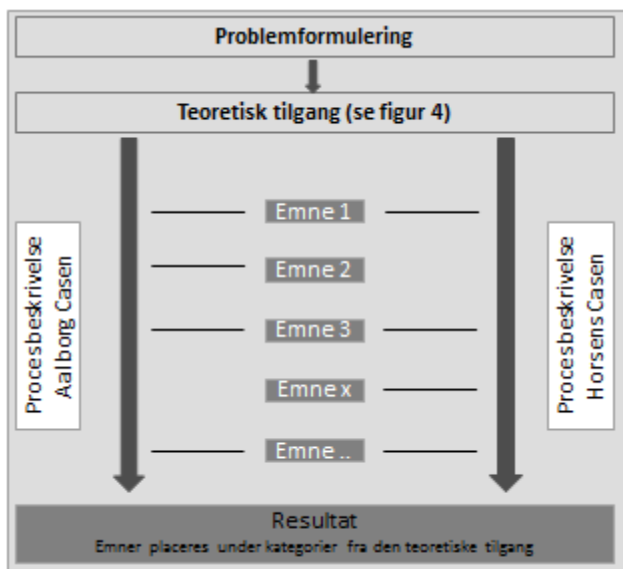 Problemformulering
Teoretisk tilgang (se figur 4)
Procesbeskrivelse
Aalborg Casen
Emne 1
Emne 2
Emne 3
Emne x
Emne ..
Procesbeskrivelse
Horsens Casen
Resultat
Emner placeres under kategorier fra den teoretiske tilgang